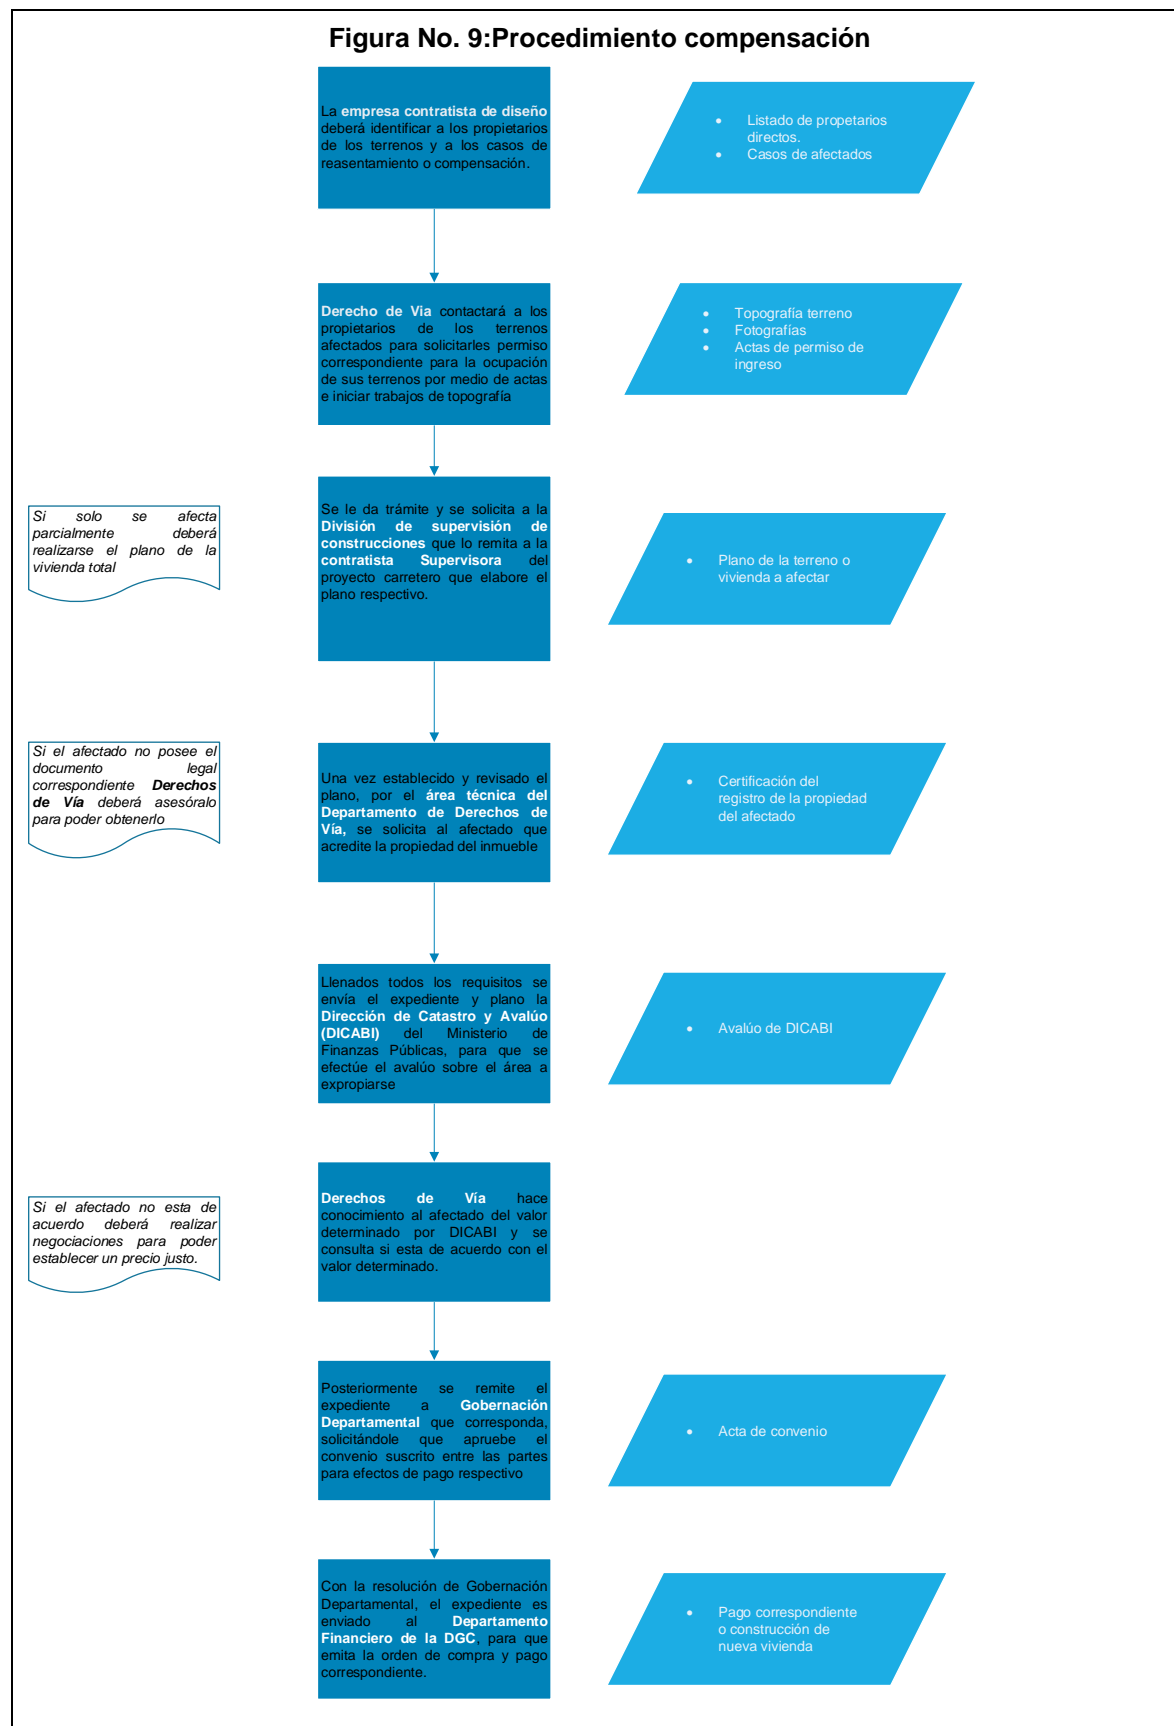 Figura No. 9:Procedimiento compensación
La empresa contratista de diseño
deberá identificar a los propietarios
de los terrenos y a los casos de
reasentamiento o compensación.
• Listado de propetarios
directos.
• Casos de afectados
Derecho de Via contactará a los
propietarios de los terrenos
afectados para solicitarles permiso
correspondiente para la ocupación
de sus terrenos por medio de actas
e iniciar trabajos de topografía
• Topografía terreno
• Fotografías
• Actas de permiso de
ingreso
Si solo se afecta
parcialmente deberá
realizarse el plano de la
vivienda total
Se le da trámite y se solicita a la
División de supervisión de
construcciones que lo remita a la
contratista Supervisora del
proyecto carretero que elabore el
plano respectivo.
• Plano de la terreno o
vivienda a afectar
Si el afectado no posee el
documento legal
correspondiente Derechos
de Vía deberá asesóralo
para poder obtenerlo
Una vez establecido y revisado el
plano, por el área técnica del
Departamento de Derechos de
Vía, se solicita al afectado que
acredite la propiedad del inmueble
• Certificación del
registro de la propiedad
del afectado
Llenados todos los requisitos se
envía el expediente y plano la
Dirección de Catastro y Avalúo
(DICABI) del Ministerio de
Finanzas Públicas, para que se
efectúe el avalúo sobre el área a
expropiarse
• Avalúo de DICABI
Si el afectado no esta de
acuerdo deberá realizar
negociaciones para poder
establecer un precio justo.
Derechos de Vía hace
conocimiento al afectado del valor
determinado por DICABI y se
consulta si esta de acuerdo con el
valor determinado.
Posteriormente se remite el
expediente a Gobernación
Departamental que corresponda,
solicitándole que apruebe el
convenio suscrito entre las partes
para efectos de pago respectivo
• Acta de convenio
Con la resolución de Gobernación
Departamental, el expediente es
enviado al Departamento
Financiero de la DGC, para que
emita la orden de compra y pago
correspondiente.
• Pago correspondiente
o construcción de
nueva vivienda